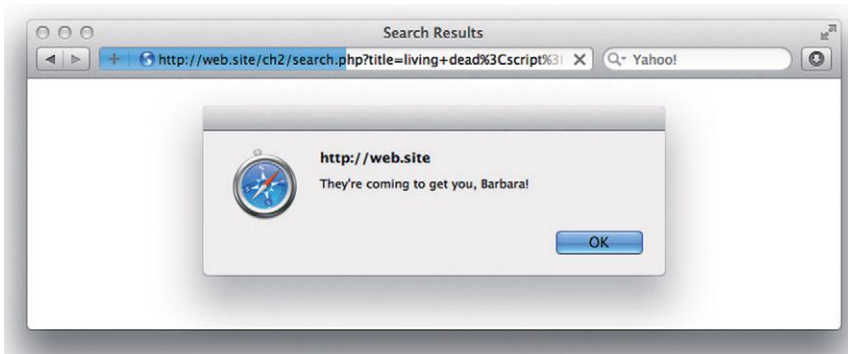 Search Results
http://web.site/ch2/search.php?title=living+dead%3Cscript%3
Yahoo!
http://web.site
They're coming to get you, Barbara!
OK